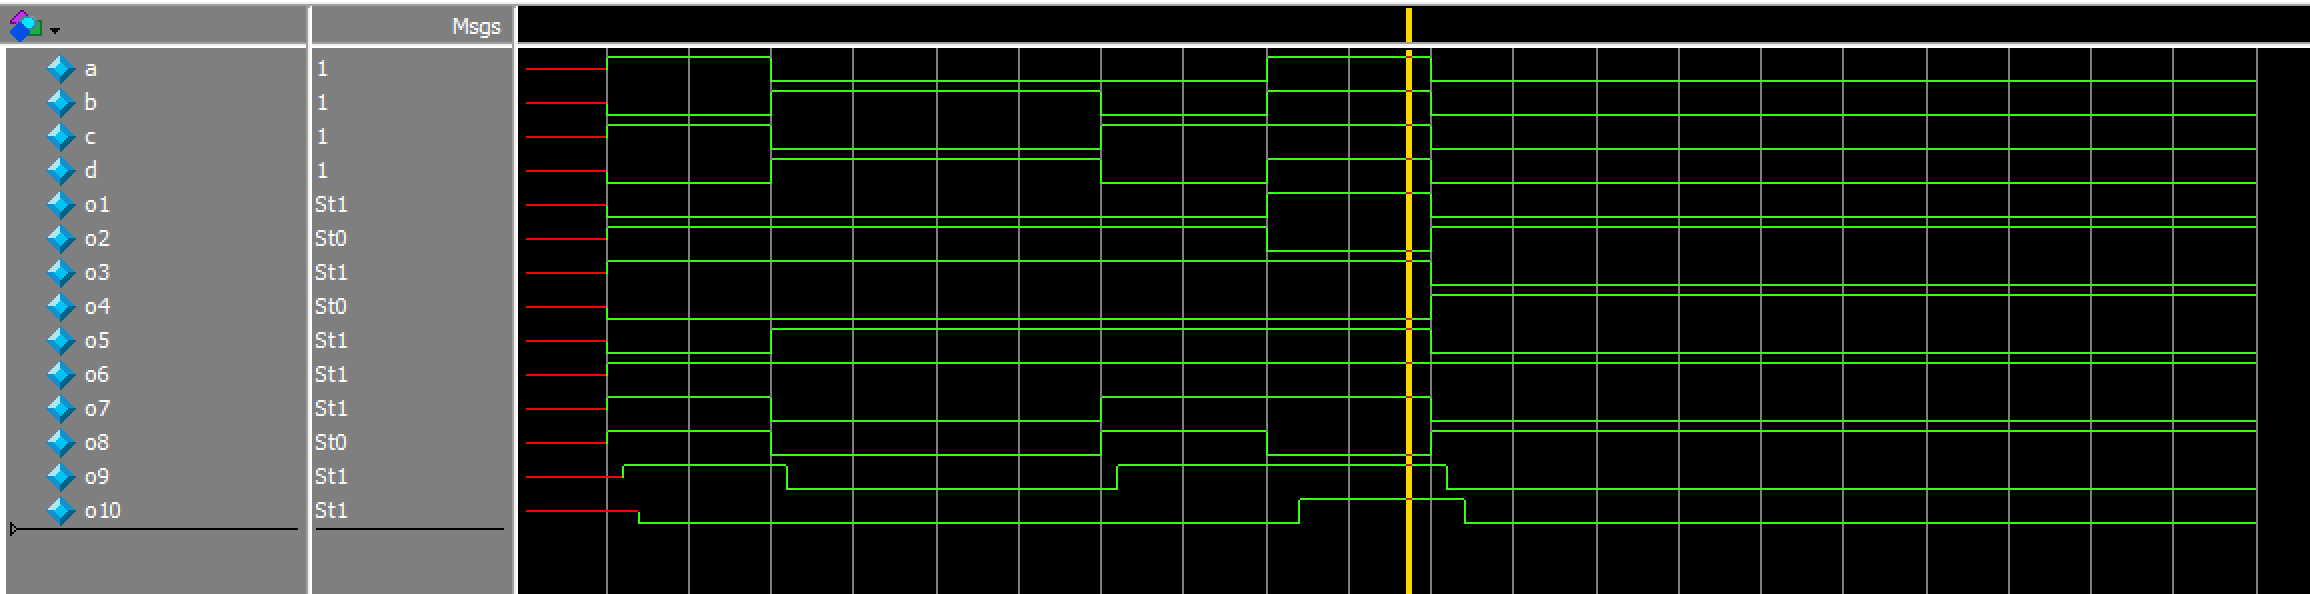 Msgs
a 1
b 1
c 1
d 1
o1 St1
o2 St0
o3 St1
o4 St0
o5 St1
o6 St1
o7 St1
o8 St0
o9 St1
o10 St1